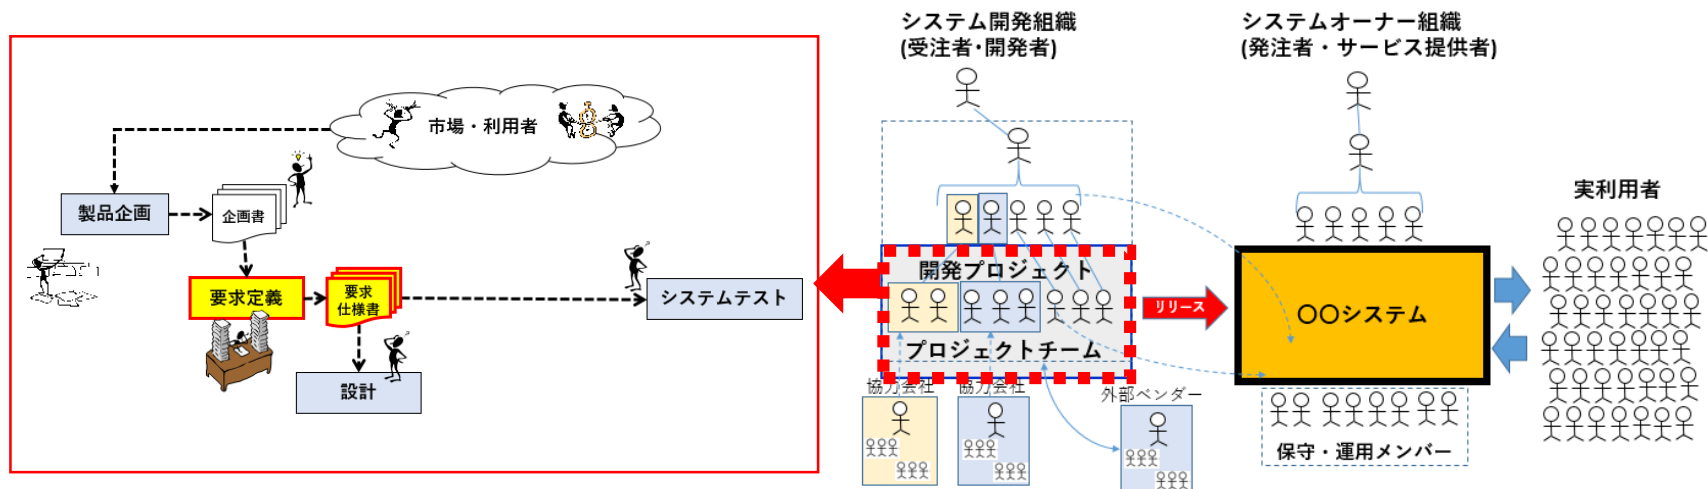 市場・利用者
製品企画
企画書
要求定義
要求
仕様書
システムテスト
設計
システム開発組織
(受注者・開発者)
開発プロジェクト
プロジェクトチーム
協力会社
協力会社
外部ベンダー
リリース
システムオーナー組織
(発注者・サービス提供者)
〇〇システム
保守・運用メンバー
実利用者